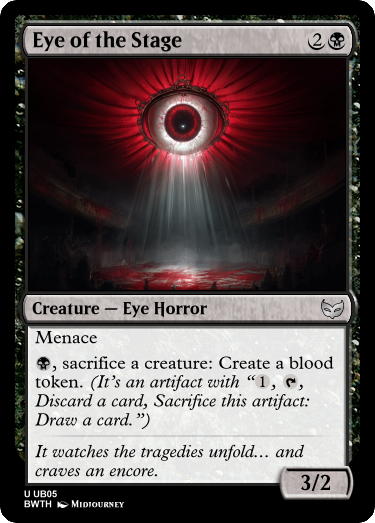 Eye of the Stage 2
Creature — Eye Horror
Menace
, sacrifice a creature: Create a blood
token. (It's an artifact with “1, ,
Discard a card, Sacrifice this artifact:
Draw a card.”)
It watches the tragedies unfold… and
craves an encore.
3/2
U UB05
BWTH Midjourney